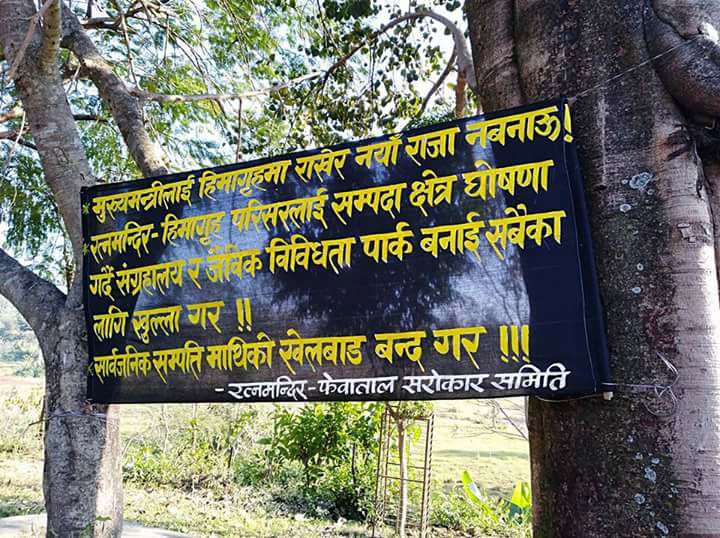 * मुख्यमन्त्रीलाई हिमागृहमा राखेर नयाँ राजा नबनाऊ!
* रत्नमन्दिर-हिमागृह परिसरलाई सम्पदा क्षेत्र घोषणा
गर्दै संग्रहालय र जैविक विविधता पार्क बनाई सबैका
लागि खुल्ला गर !!
* सार्वजनिक सम्पति माथिको खेलबाड बन्द गर !!!
- रत्नमन्दिर-फेवाताल सरोकार समिति